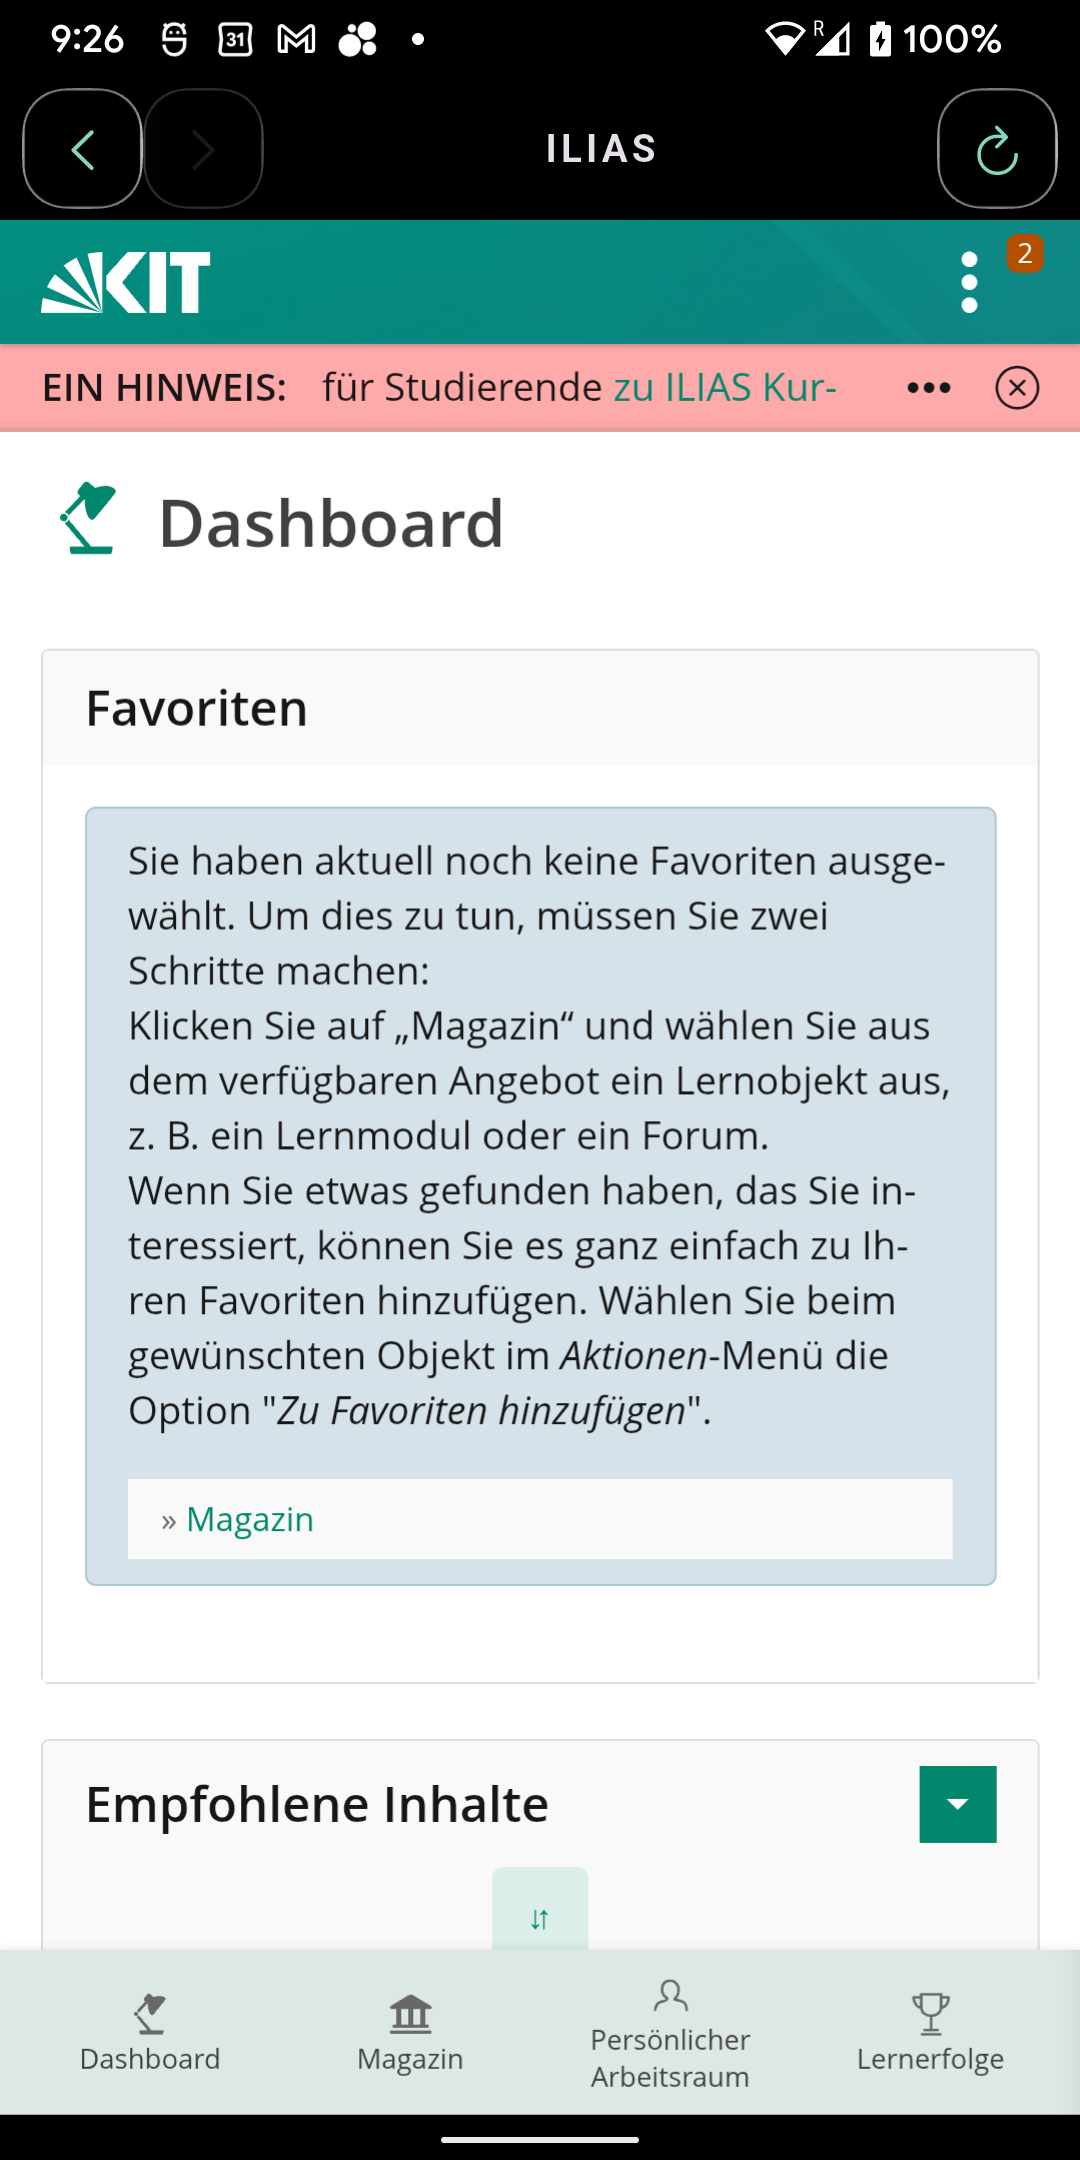 9:26
31
R
100%
ILIAS
KIT
2
EIN HINWEIS: für Studierende zu ILIAS Kur-
Dashboard
Favoriten
Sie haben aktuell noch keine Favoriten ausge-
wählt. Um dies zu tun, müssen Sie zwei
Schritte machen:
Klicken Sie auf „Magazin“ und wählen Sie aus
dem verfügbaren Angebot ein Lernobjekt aus,
z. B. ein Lernmodul oder ein Forum.
Wenn Sie etwas gefunden haben, das Sie in-
teressiert, können Sie es ganz einfach zu Ih-
ren Favoriten hinzufügen. Wählen Sie beim
gewünschten Objekt im Aktionen-Menü die
Option "Zu Favoriten hinzufügen".
» Magazin
Empfohlene Inhalte
Dashboard
Magazin
Persönlicher
Arbeitsraum
Lernerfolge